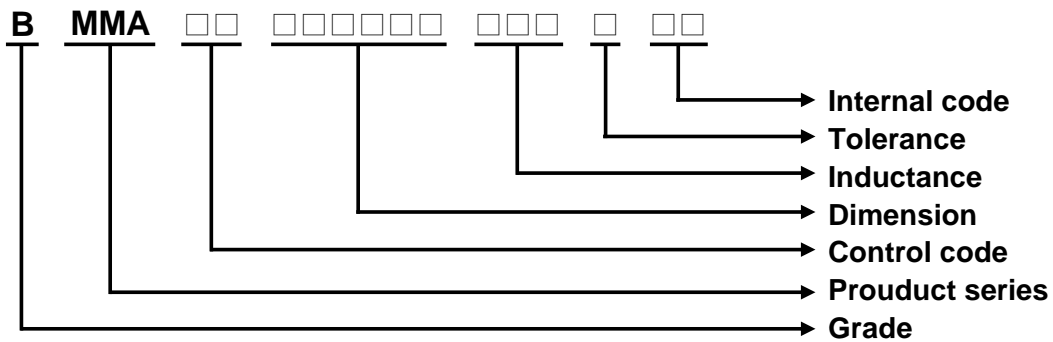 B MMA □□ □□□□□□ □□□ □ □□
Internal code
Tolerance
Inductance
Dimension
Control code
Prouduct series
Grade